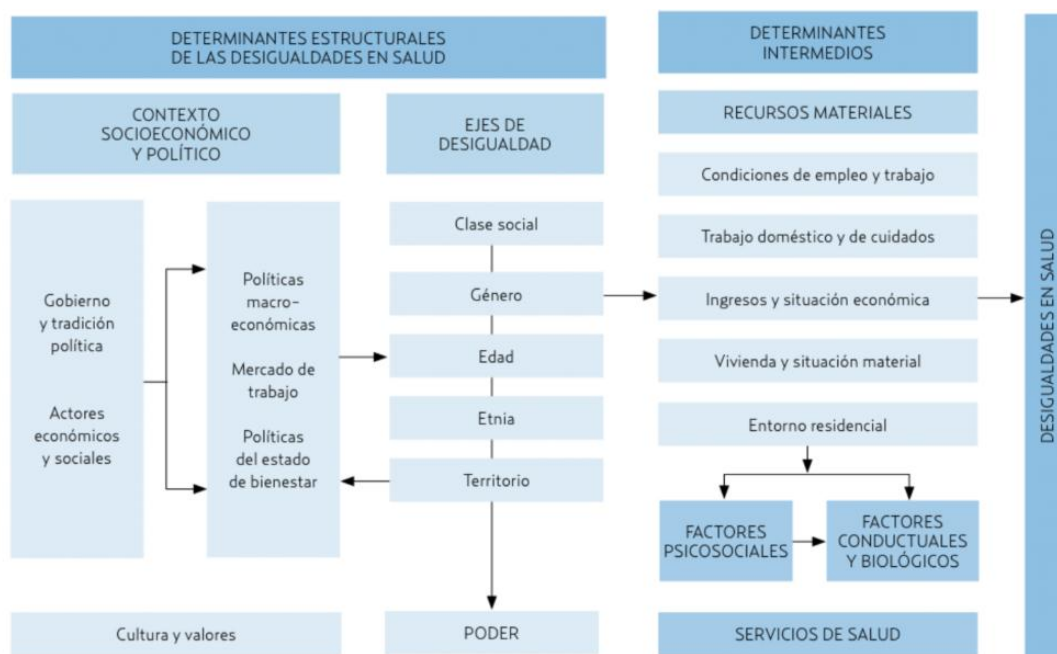 DETERMINANTES ESTRUCTURALES
DE LAS DESIGUALDADES EN SALUD
CONTEXTO
SOCIOECONÓMICO
Y POLÍTICO
EJES DE
DESIGUALDAD
Gobierno
y tradición
política
Actores
económicos
y sociales
Políticas
macro-
económicas
Mercado de
trabajo
Políticas
del estado
de bienestar
Clase social
Género
Edad
Etnia
Territorio
Cultura y valores
PODER
DETERMINANTES
INTERMEDIOS
RECURSOS MATERIALES
Condiciones de empleo y trabajo
Trabajo doméstico y de cuidados
Ingresos y situación económica
Vivienda y situación material
Entorno residencial
FACTORES
PSICOSOCIALES
FACTORES
CONDUCTUALES
Y BIOLÓGICOS
SERVICIOS DE SALUD
DESIGUALDADES EN SALUD